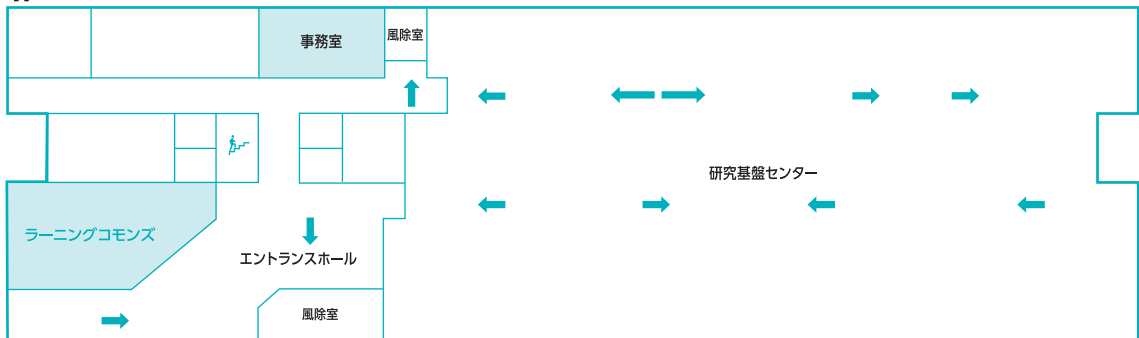 事務室
風除室
研究基盤センター
ラーニングコモンズ
エントランスホール
風除室